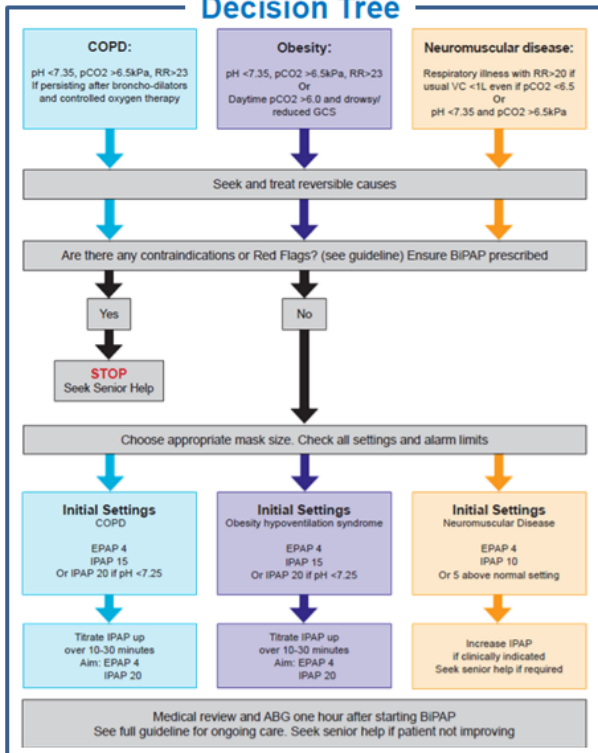 Decision Tree
COPD:
pH <7.35, pCO2 >6.5kPa, RR>23
If persisting after broncho-dilators
and controlled oxygen therapy
Obesity:
pH <7.35, pCO2 >6.5kPa, RR>23
Or
Daytime pCO2 >6.0 and drowsy/
reduced GCS
Neuromuscular disease:
Respiratory illness with RR>20 if
usual VC <1L even if pCO2 <6.5
Or
pH <7.35 and pCO2 >6.5kPa
Seek and treat reversible causes
Are there any contraindications or Red Flags? (see guideline) Ensure BiPAP prescribed
Yes
No
STOP
Seek Senior Help
Choose appropriate mask size. Check all settings and alarm limits
Initial Settings
COPD
EPAP 4
IPAP 15
Or IPAP 20 if pH <7.25
Initial Settings
Obesity hypoventilation syndrome
EPAP 4
IPAP 15
Or IPAP 20 if pH <7.25
Initial Settings
Neuromuscular Disease
EPAP 4
IPAP 10
Or 5 above normal setting
Titrate IPAP up
over 10-30 minutes
Aim: EPAP 4
IPAP 20
Titrate IPAP up
over 10-30 minutes
Aim: EPAP 4
IPAP 20
Increase IPAP
if clinically indicated
Seek senior help if required
Medical review and ABG one hour after starting BiPAP
See full guideline for ongoing care. Seek senior help if patient not improving